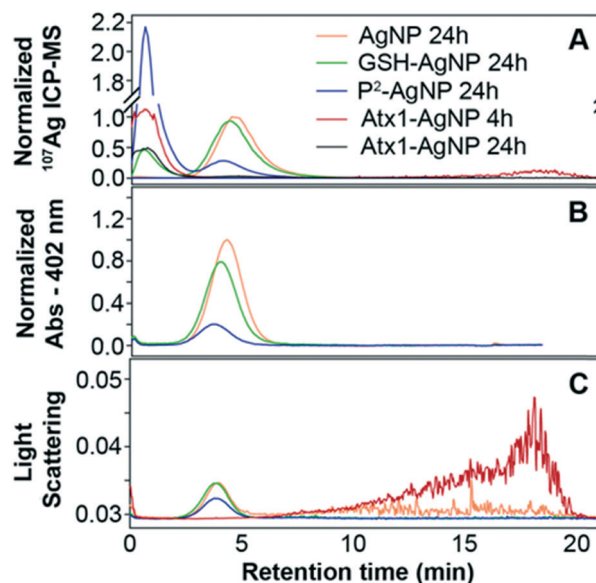 A
Normalized
¹⁰⁷Ag ICP-MS
2.2
2.0
1.8
1.0
0.5
0.0
AgNP 24h
GSH-AgNP 24h
P²-AgNP 24h
Atx1-AgNP 4h
Atx1-AgNP 24h
2
B
Normalized
Abs - 402 nm
1.2
0.8
0.4
0.0
C
Light
Scattering
0.05
0.04
0.03
0 5 10 15 20
Retention time (min)